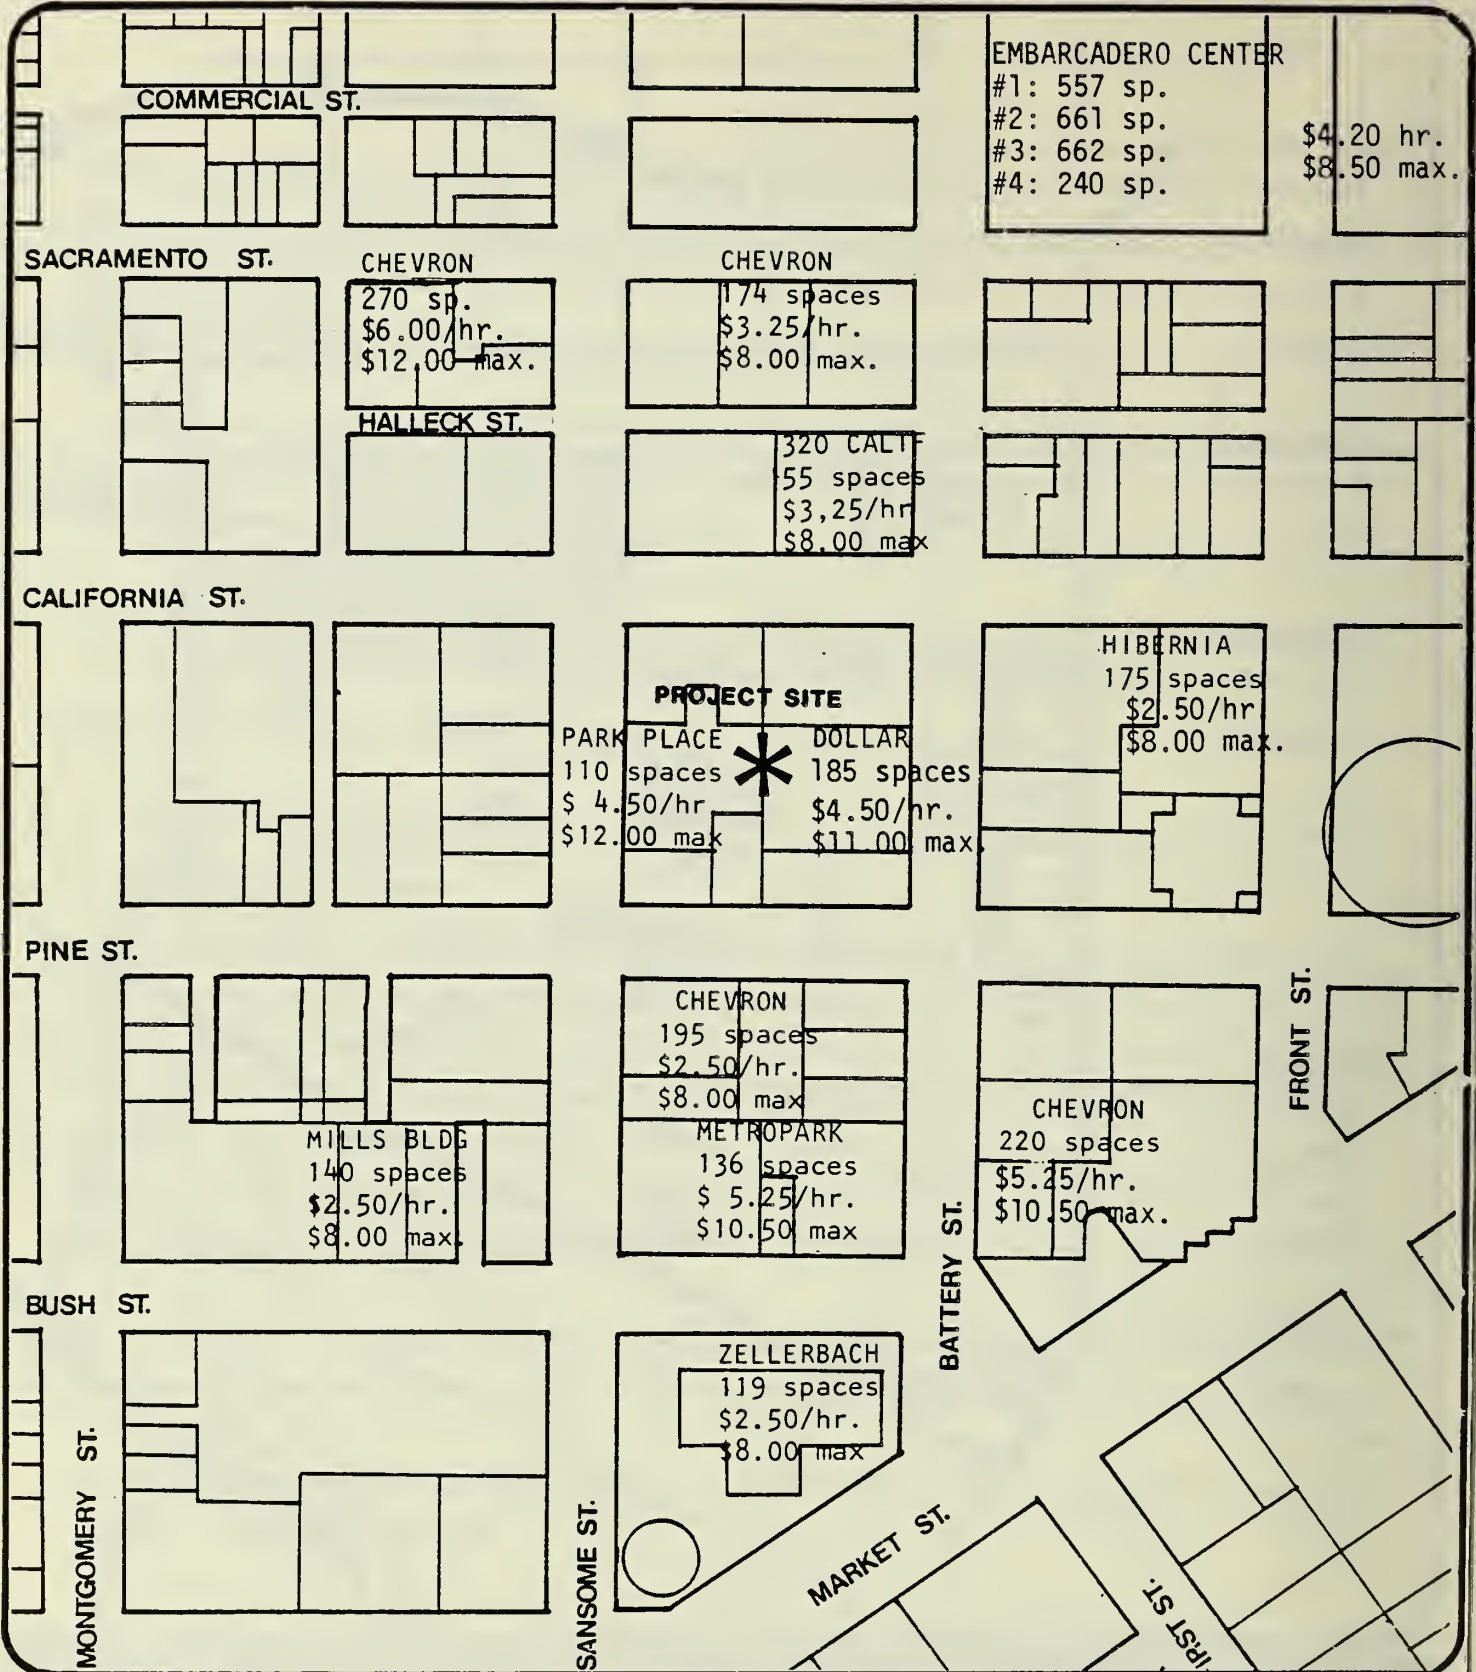 EMBARCADERO CENTER
#1: 557 sp.
#2: 661 sp.
#3: 662 sp.
#4: 240 sp.
$4.20 hr.
$8.50 max.
COMMERCIAL ST.
SACRAMENTO ST.
CHEVRON
270 sp.
$6.00/hr.
$12.00 max.
CHEVRON
174 spaces
$3.25/hr.
$8.00 max.
HALLECK ST.
320 CALIF
55 spaces
$3,25/hr
$8.00 max
CALIFORNIA ST.
PROJECT SITE
PARK PLACE
110 spaces
$ 4.50/hr
$12.00 max
DOLLAR
185 spaces
$4.50/hr.
$11.00 max.
HIBERNIA
175 spaces
$2.50/hr
$8.00 max.
PINE ST.
CHEVRON
195 spaces
$2.50/hr.
$8.00 max
METROPARK
136 spaces
$ 5.25/hr.
$10.50 max
CHEVRON
220 spaces
$5.25/hr.
$10.50 max.
FRONT ST.
MILLS BLDG
140 spaces
$2.50/hr.
$8.00 max.
BATTERY ST.
BUSH ST.
ZELLERBACH
119 spaces
$2.50/hr.
$8.00 max
MONTGOMERY ST.
SANSOME ST.
MARKET ST.
FIRST ST.